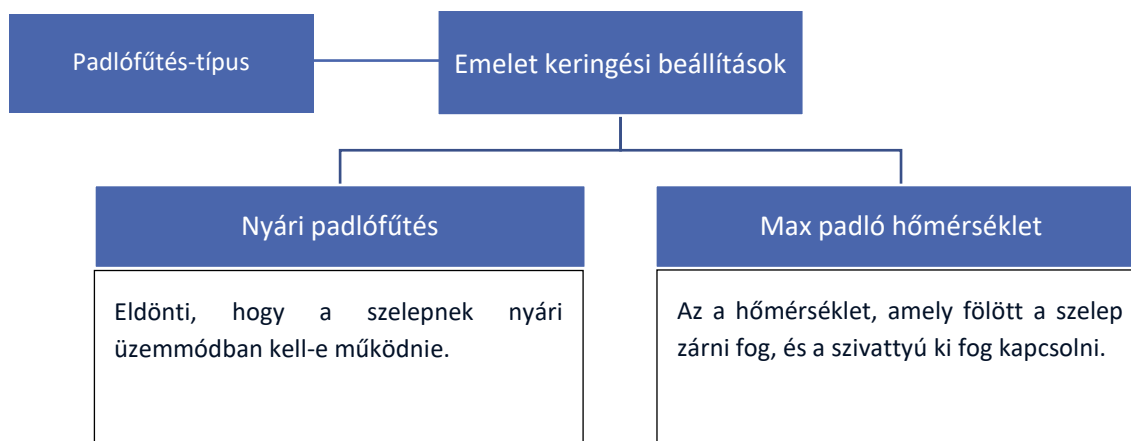 Padlófűtés-típus
Emelet keringési beállítások
Nyári padlófűtés
Eldönti, hogy a szelepnek nyári
üzemmódban kell-e működnie.
Max padló hőmérséklet
Az a hőmérséklet, amely fölött a szelep
zárni fog, és a szivattyú ki fog kapcsolni.